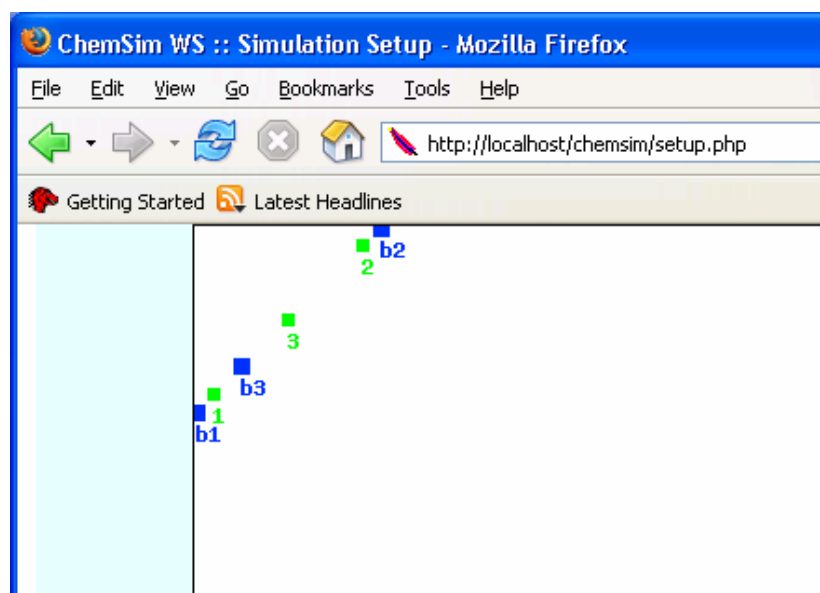 ChemSim WS :: Simulation Setup - Mozilla Firefox
File Edit View Go Bookmarks Tools Help
http://localhost/chemsim/setup.php
Getting Started Latest Headlines
b2
2
3
b3
1
b1